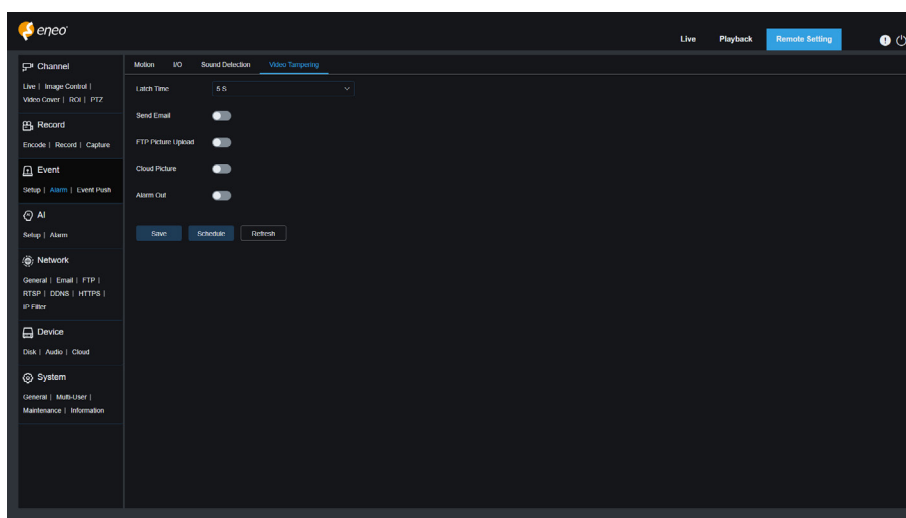 eneo
Live Playback Remote Setting
Channel
Live | Image Control |
Video Cover | ROI | PTZ
Record
Encode | Record | Capture
Event
Setup | Alarm | Event Push
AI
Setup | Alarm
Network
General | Email | FTP |
RTSP | DDNS | HTTPS |
IP Filter
Device
Disk | Audio | Cloud
System
General | Multi-User |
Maintenance | Information
Motion I/O Sound Detection Video Tampering
Latch Time 5 S
Send Email
FTP Picture Upload
Cloud Picture
Alarm Out
Save Schedule Refresh